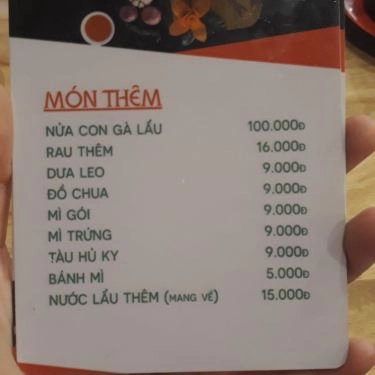 MÓN THÊM
NỬA CON GÀ LẨU 100.000Đ
RAU THÊM 16.000Đ
DƯA LEO 9.000Đ
ĐỒ CHUA 9.000Đ
MÌ GÓI 9.000Đ
MÌ TRỨNG 9.000Đ
TÀU HỦ KY 9.000Đ
BÁNH MÌ 5.000Đ
NƯỚC LẨU THÊM (MANG VỀ) 15.000Đ